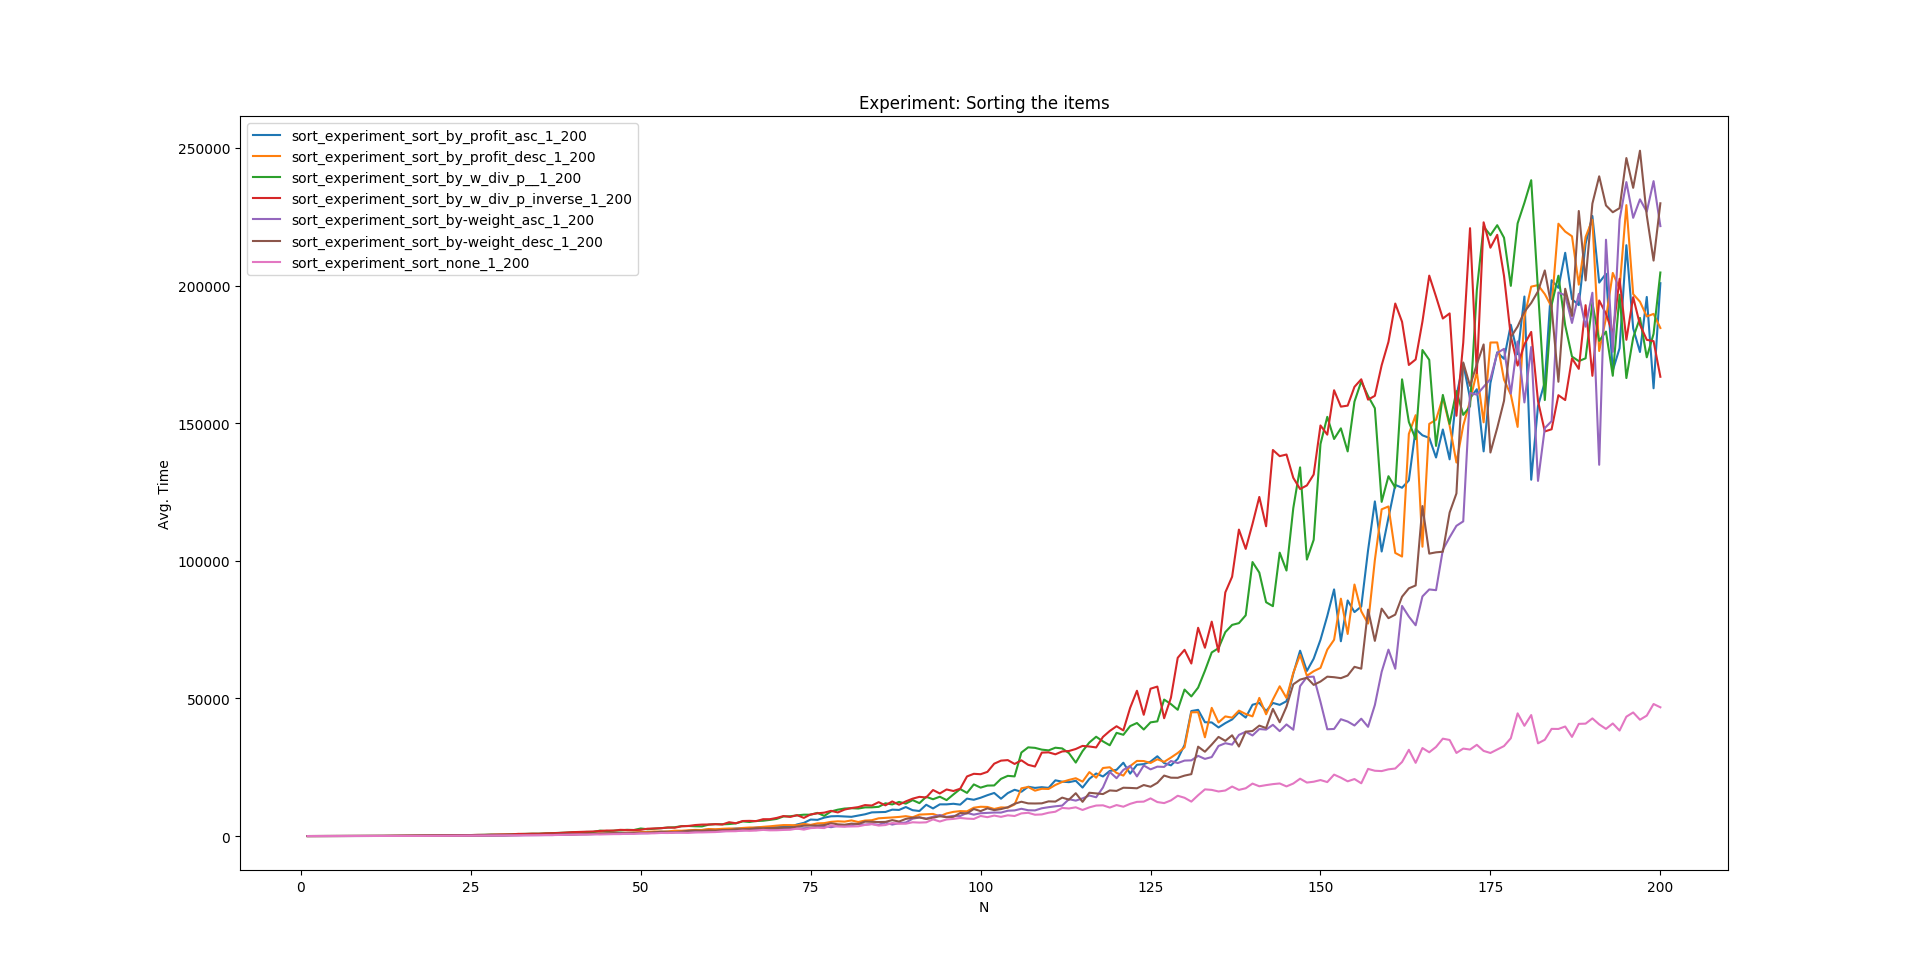 Experiment: Sorting the items
sort_experiment_sort_by_profit_asc_1_200
sort_experiment_sort_by_profit_desc_1_200
sort_experiment_sort_by_w_div_p__1_200
sort_experiment_sort_by_w_div_p_inverse_1_200
sort_experiment_sort_by-weight_asc_1_200
sort_experiment_sort_by-weight_desc_1_200
sort_experiment_sort_none_1_200
250000
200000
150000
100000
50000
0
Avg. Time
0 25 50 75 100 125 150 175 200
N